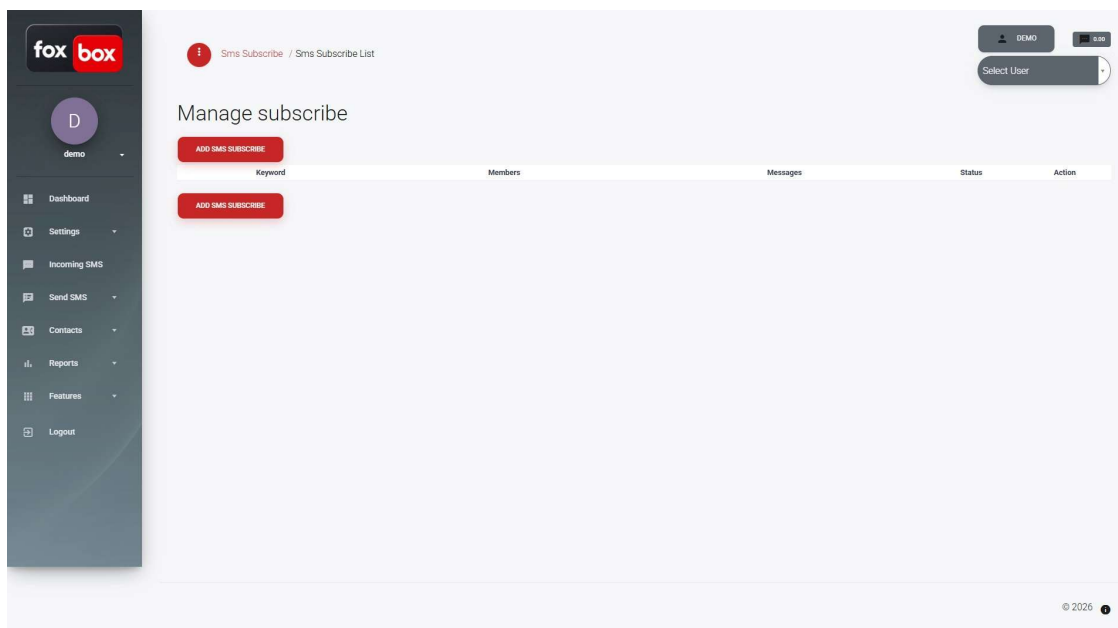 fox box
D
demo
Dashboard
Settings
Incoming SMS
Send SMS
Contacts
Reports
Features
Logout
Sms Subscribe / Sms Subscribe List
DEMO
0.00
Select User
Manage subscribe
ADD SMS SUBSCRIBE
Keyword Members Messages Status Action
ADD SMS SUBSCRIBE
© 2026